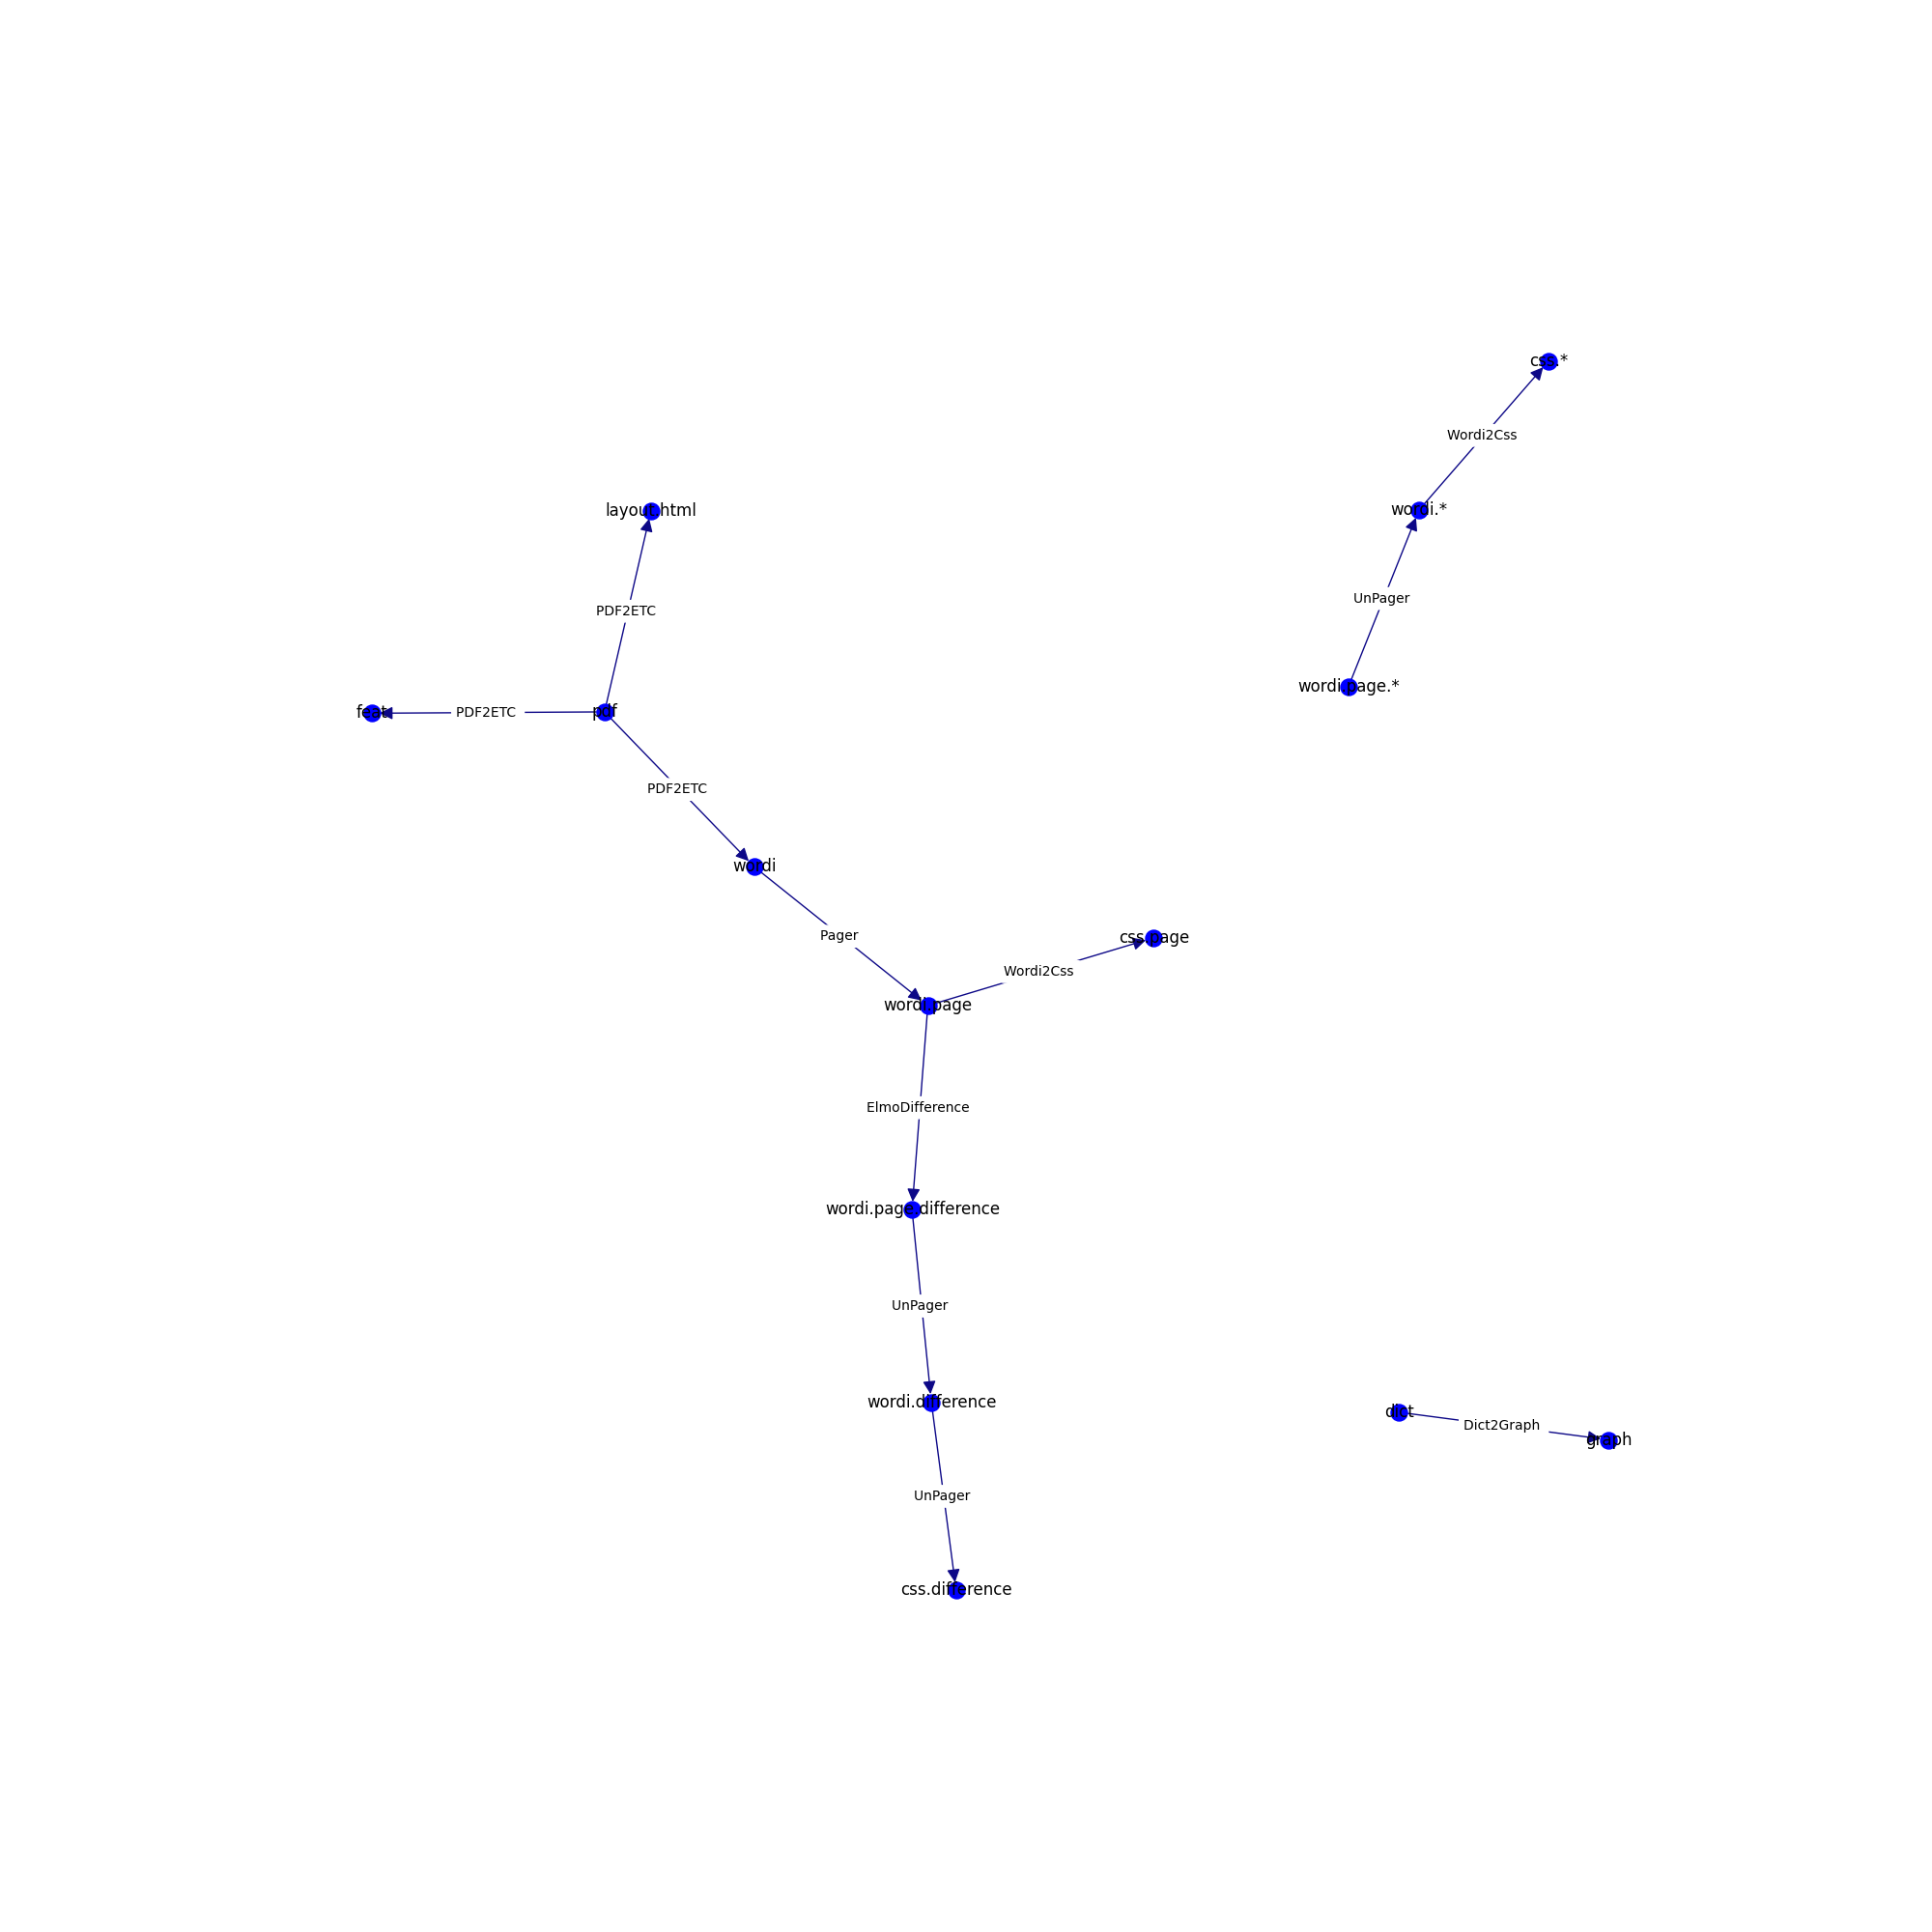 css.*
Wordi2Css
wordi.*
layout.html
UnPager
PDF2ETC
wordi.page.*
feat
PDF2ETC
pdf
PDF2ETC
wordi
Pager
css.page
Wordi2Css
wordi.page
ElmoDifference
wordi.page.difference
UnPager
wordi.difference
dict
Dict2Graph
graph
UnPager
css.difference